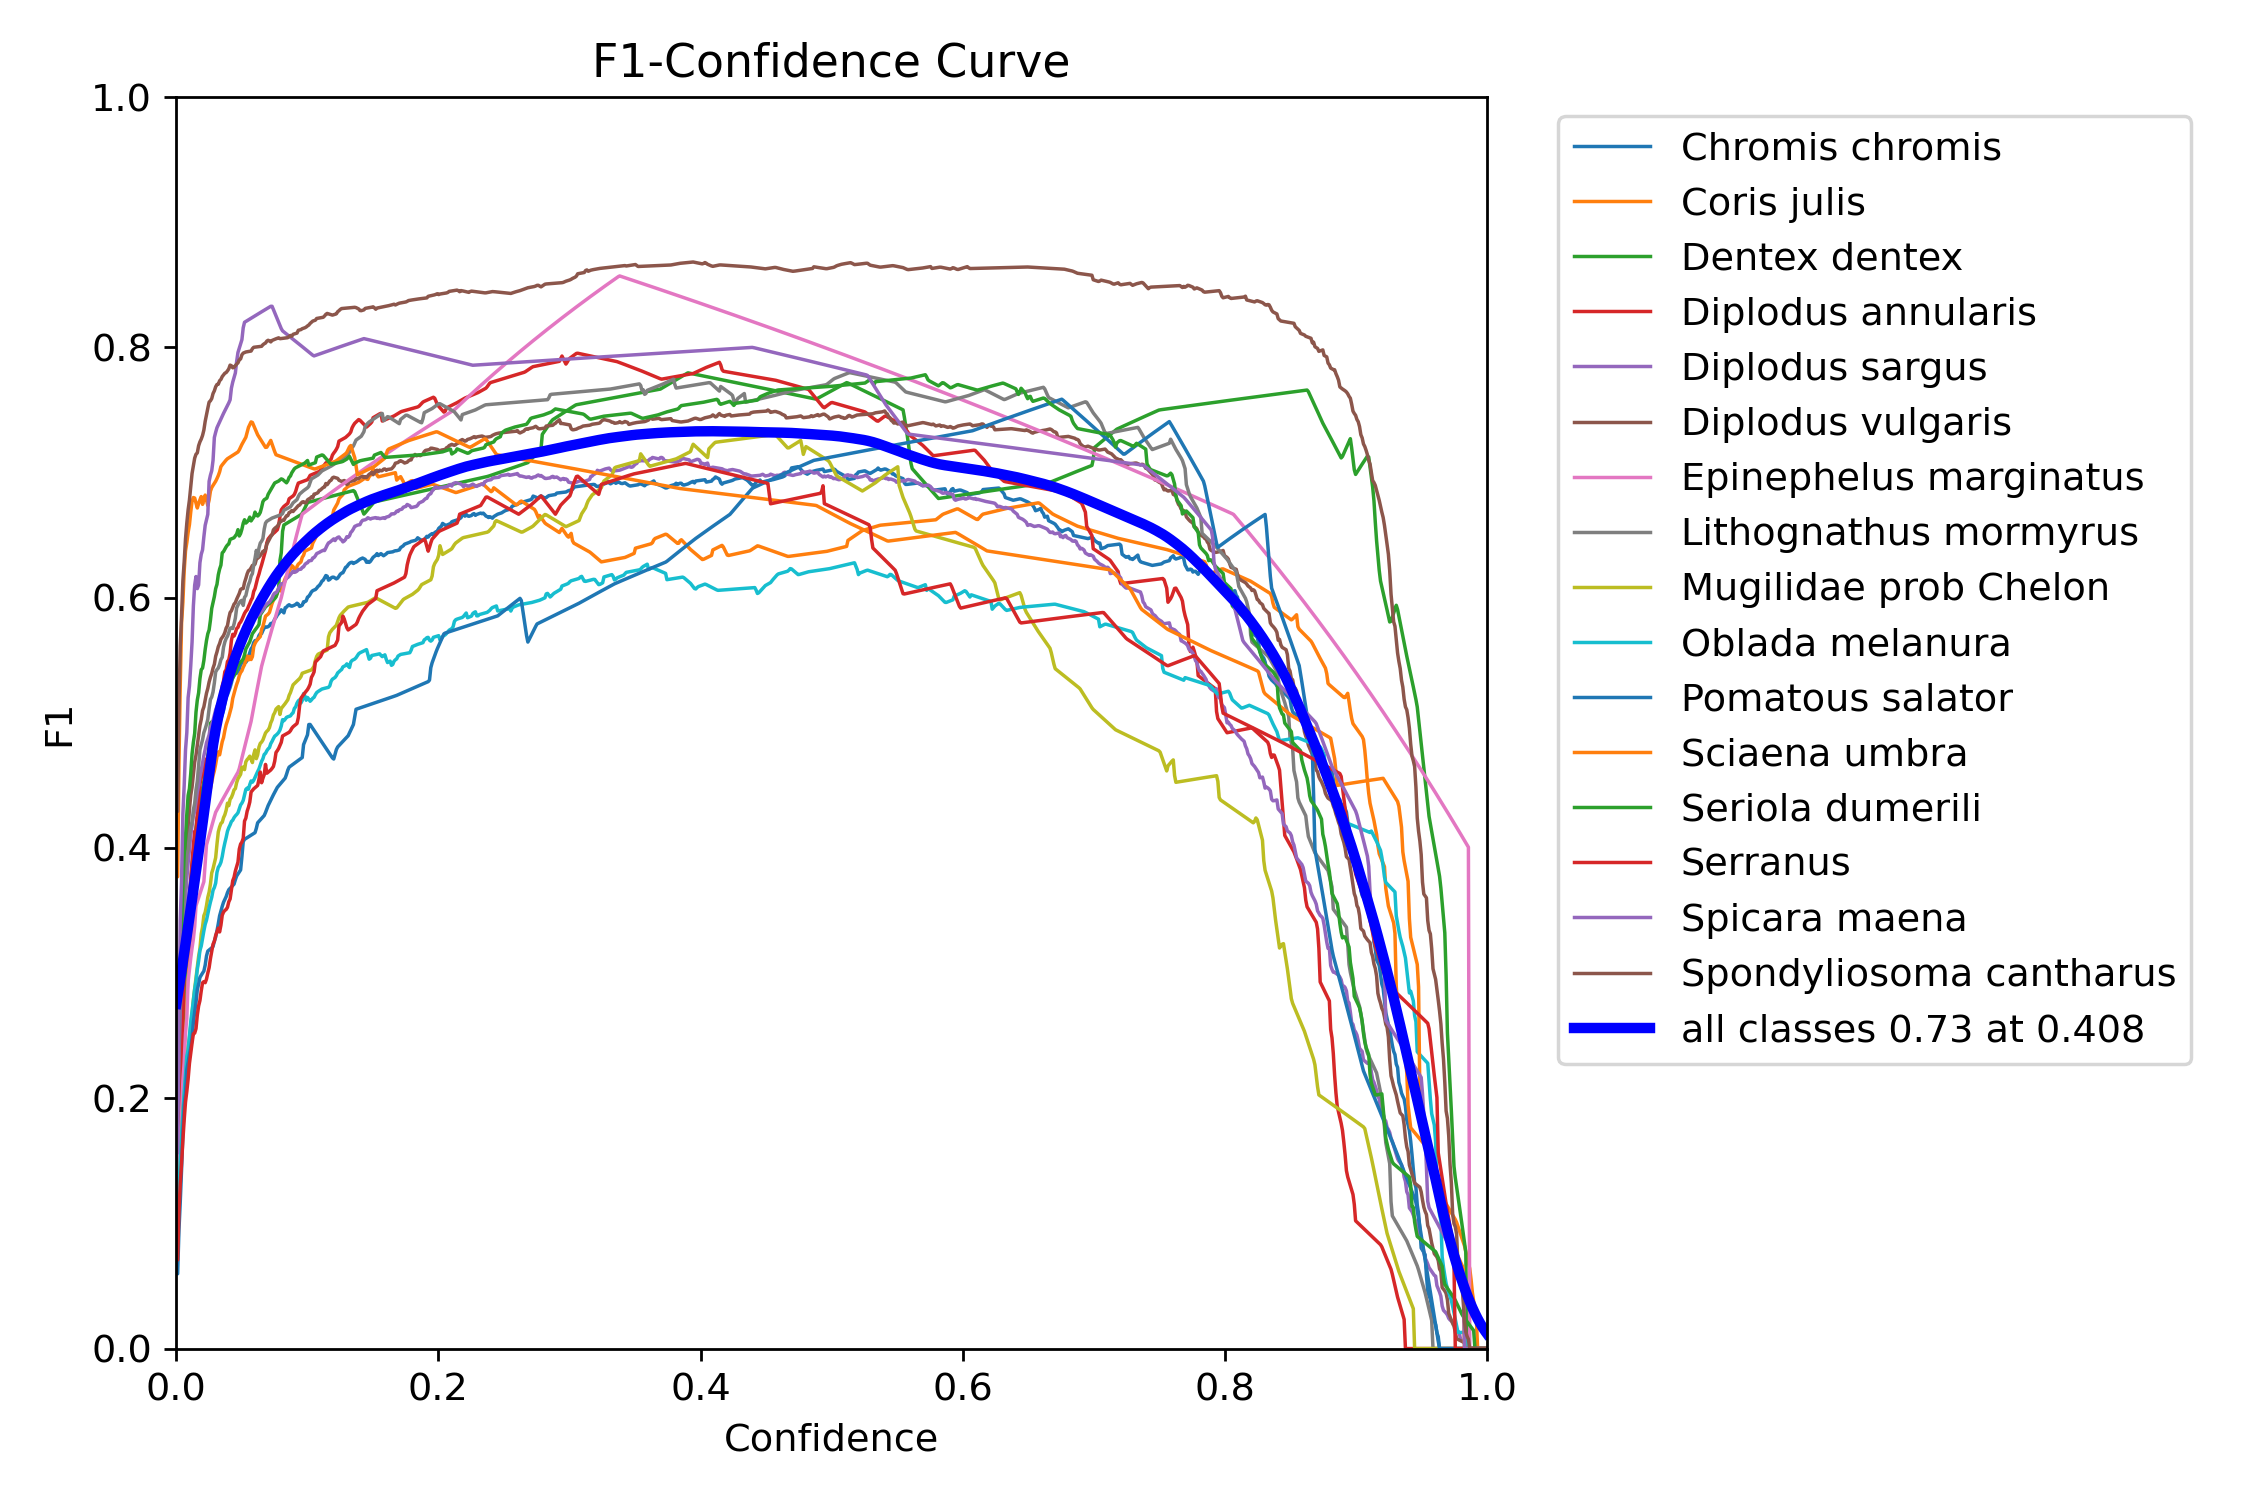 F1-Confidence Curve
1.0
0.8
0.6
0.4
0.2
0.0
F1
0.0 0.2 0.4 0.6 0.8 1.0
Confidence
Chromis chromis
Coris julis
Dentex dentex
Diplodus annularis
Diplodus sargus
Diplodus vulgaris
Epinephelus marginatus
Lithognathus mormyrus
Mugilidae prob Chelon
Oblada melanura
Pomatous salator
Sciaena umbra
Seriola dumerili
Serranus
Spicara maena
Spondyliosoma cantharus
all classes 0.73 at 0.408